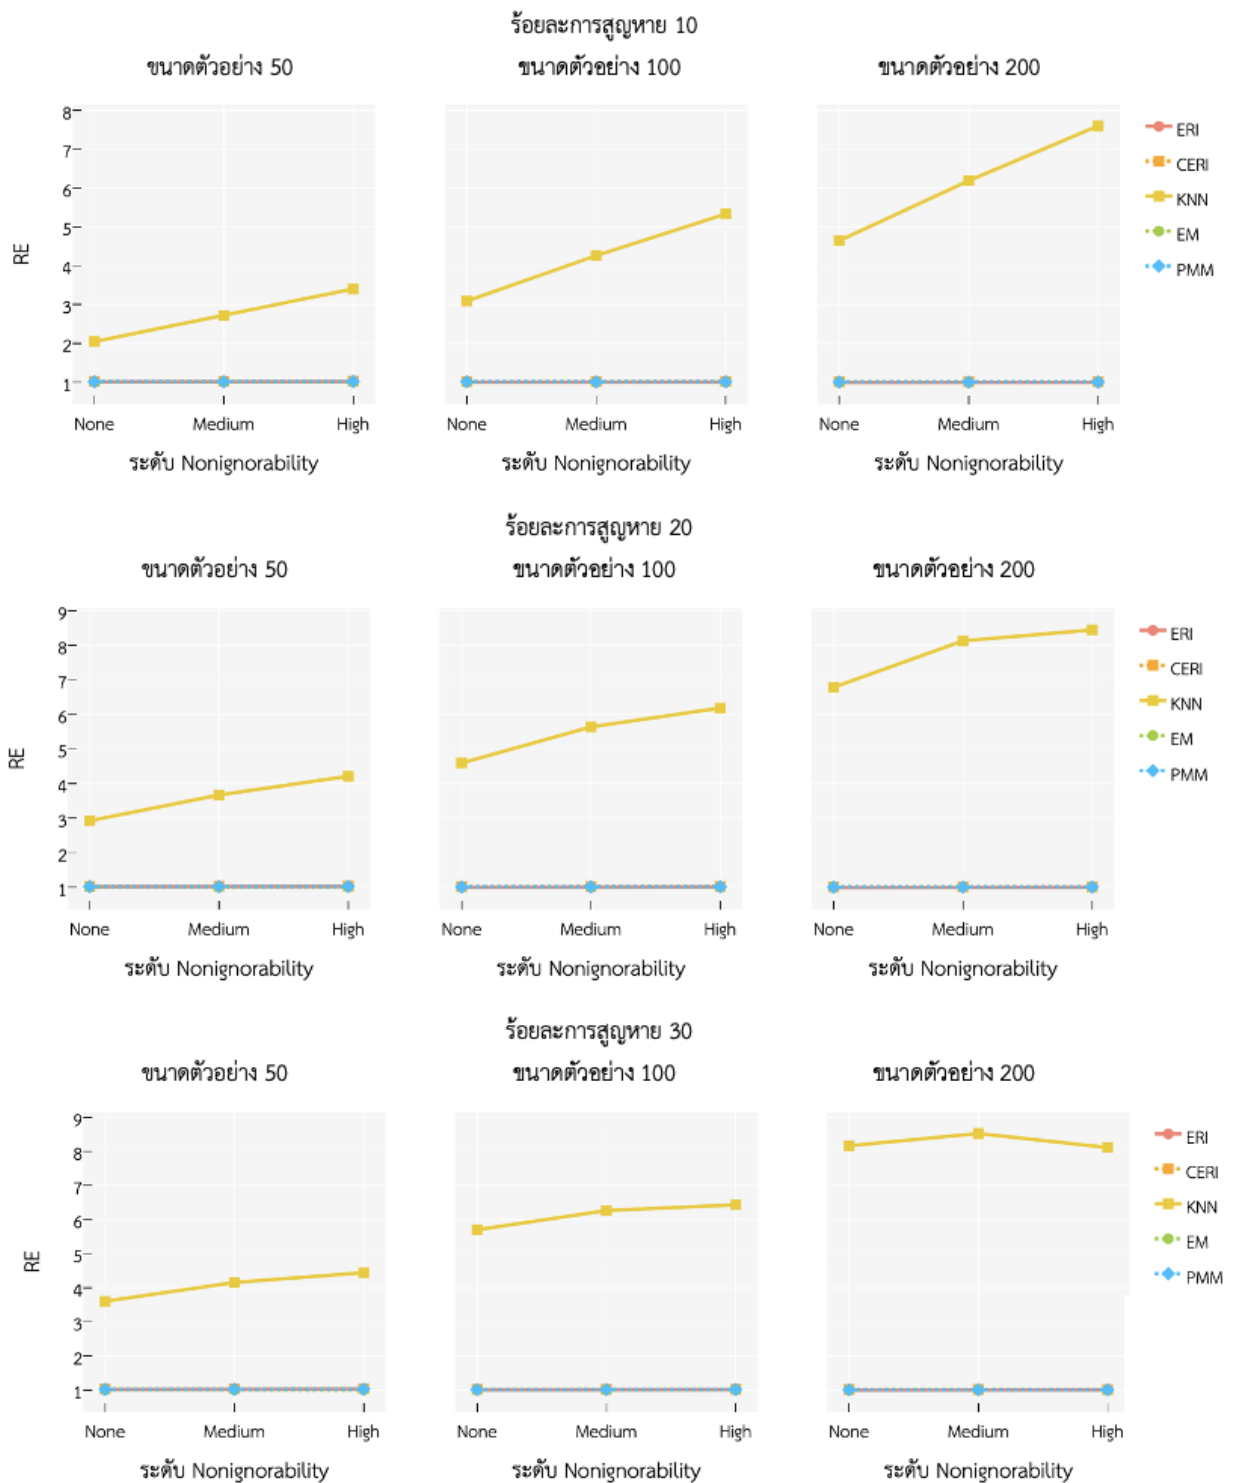 ร้อยละการสูญหาย 10
ขนาดตัวอย่าง 50 ขนาดตัวอย่าง 100 ขนาดตัวอย่าง 200
8
7
6
5
4
3
2
1
RE
None Medium High None Medium High None Medium High
ระดับ Nonignorability ระดับ Nonignorability ระดับ Nonignorability
ERI
CERI
KNN
EM
PMM
ร้อยละการสูญหาย 20
ขนาดตัวอย่าง 50 ขนาดตัวอย่าง 100 ขนาดตัวอย่าง 200
9
8
7
6
5
4
3
2
1
RE
None Medium High None Medium High None Medium High
ระดับ Nonignorability ระดับ Nonignorability ระดับ Nonignorability
ERI
CERI
KNN
EM
PMM
ร้อยละการสูญหาย 30
ขนาดตัวอย่าง 50 ขนาดตัวอย่าง 100 ขนาดตัวอย่าง 200
9
8
7
6
5
4
3
2
1
RE
None Medium High None Medium High None Medium High
ระดับ Nonignorability ระดับ Nonignorability ระดับ Nonignorability
ERI
CERI
KNN
EM
PMM